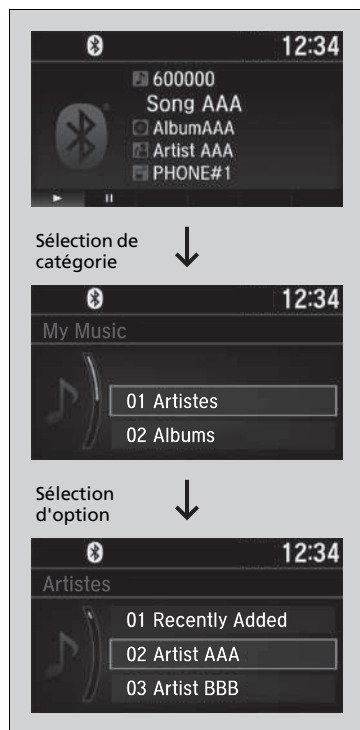 12:34
600000
Song AAA
AlbumAAA
Artist AAA
PHONE#1
Sélection de
catégorie
12:34
My Music
01 Artistes
02 Albums
Sélection
d'option
12:34
Artistes
01 Recently Added
02 Artist AAA
03 Artist BBB